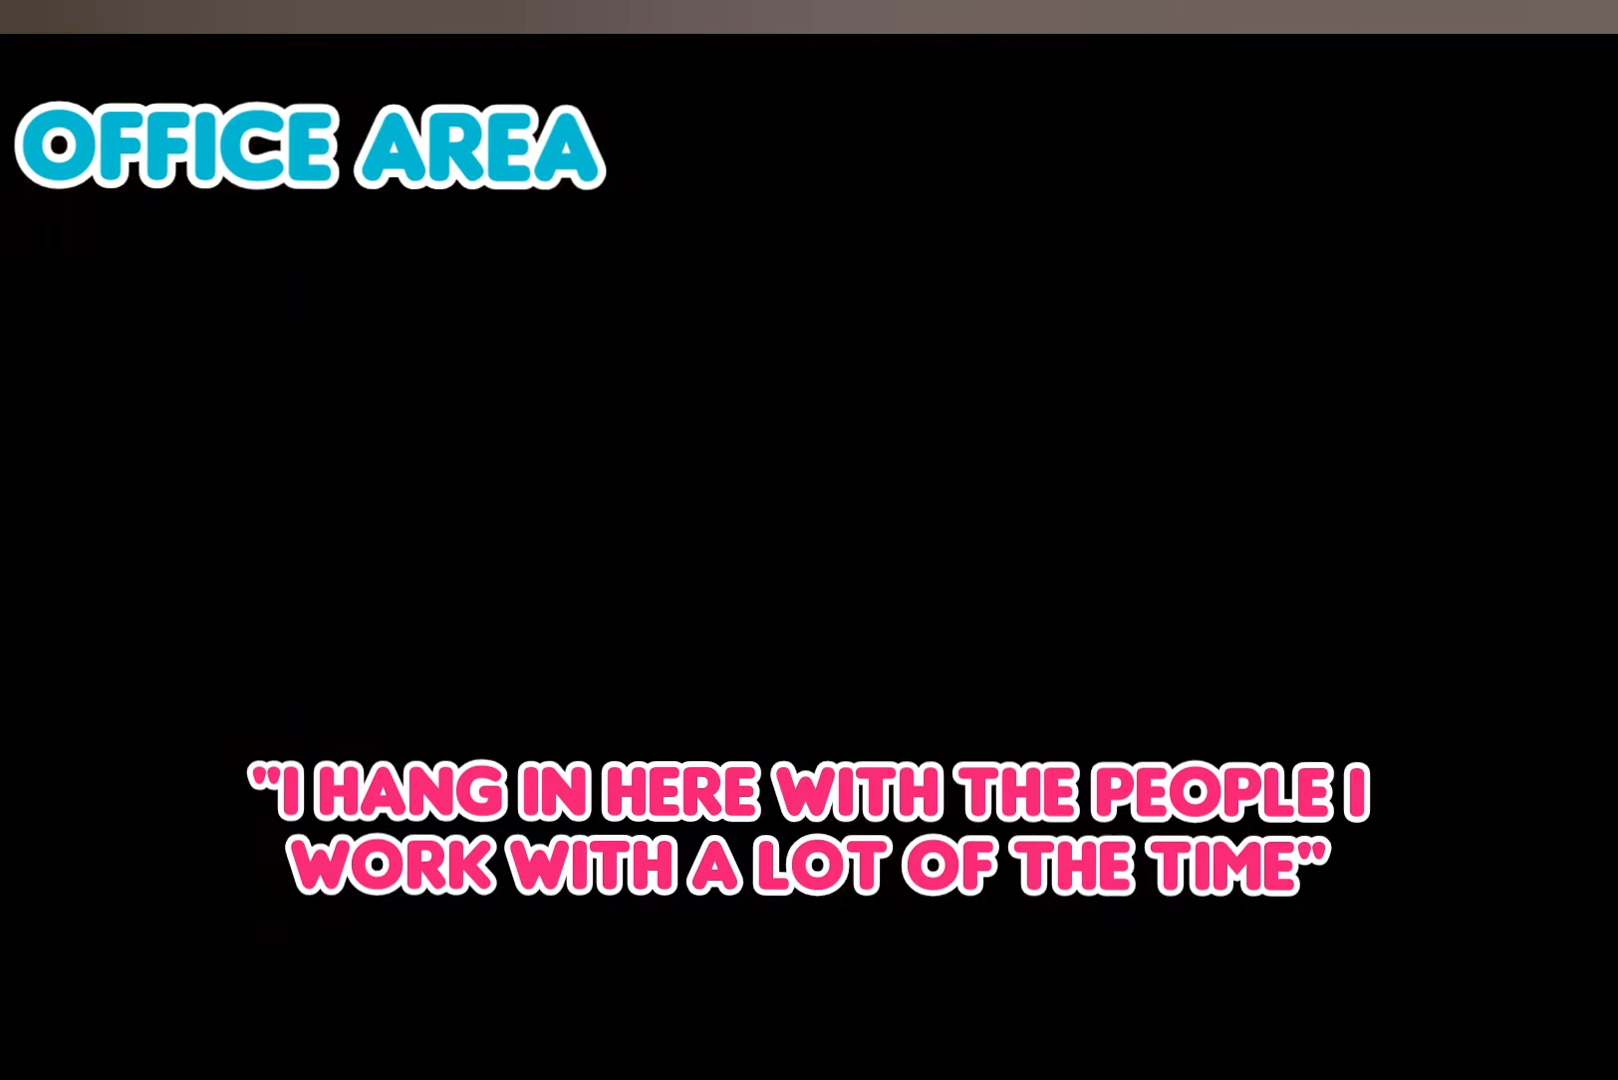 OFFICE AREA
"I HANG IN HERE WITH THE PEOPLE I
WORK WITH A LOT OF THE TIME"